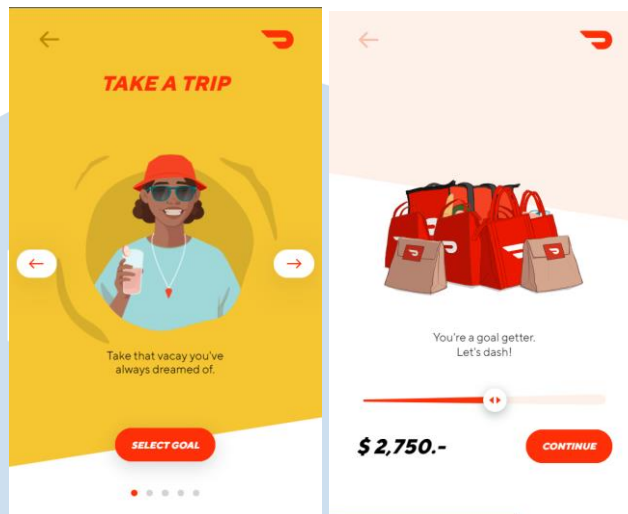 TAKE A TRIP
Take that vacay you've
always dreamed of.
SELECT GOAL
You're a goal getter.
Let's dash!
$ 2,750.-
CONTINUE